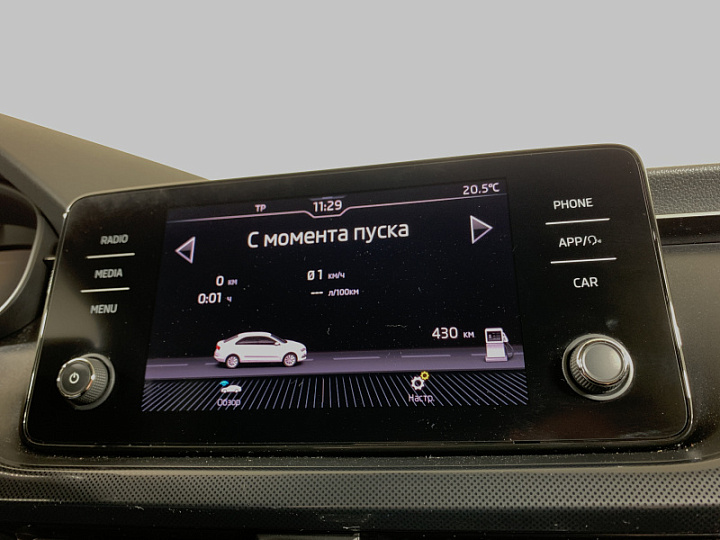 TP 11:29 20.5°C
С момента пуска
0 км Ø 1 км/ч
0:01 ч --- л/100км
430 км
Обзор Настр.
RADIO
MEDIA
MENU
PHONE
APP/
CAR